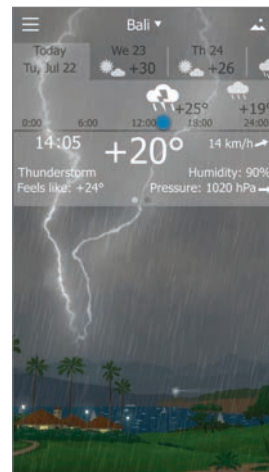 Bali
Today We 23 Th 24
Tu, Jul 22 +30 +26
+25° +19°
0:00 6:00 12:00 18:00 24:00
14:05 +20° 14 km/h
Thunderstorm Humidity: 90%
Feels like: +24° Pressure: 1020 hPa